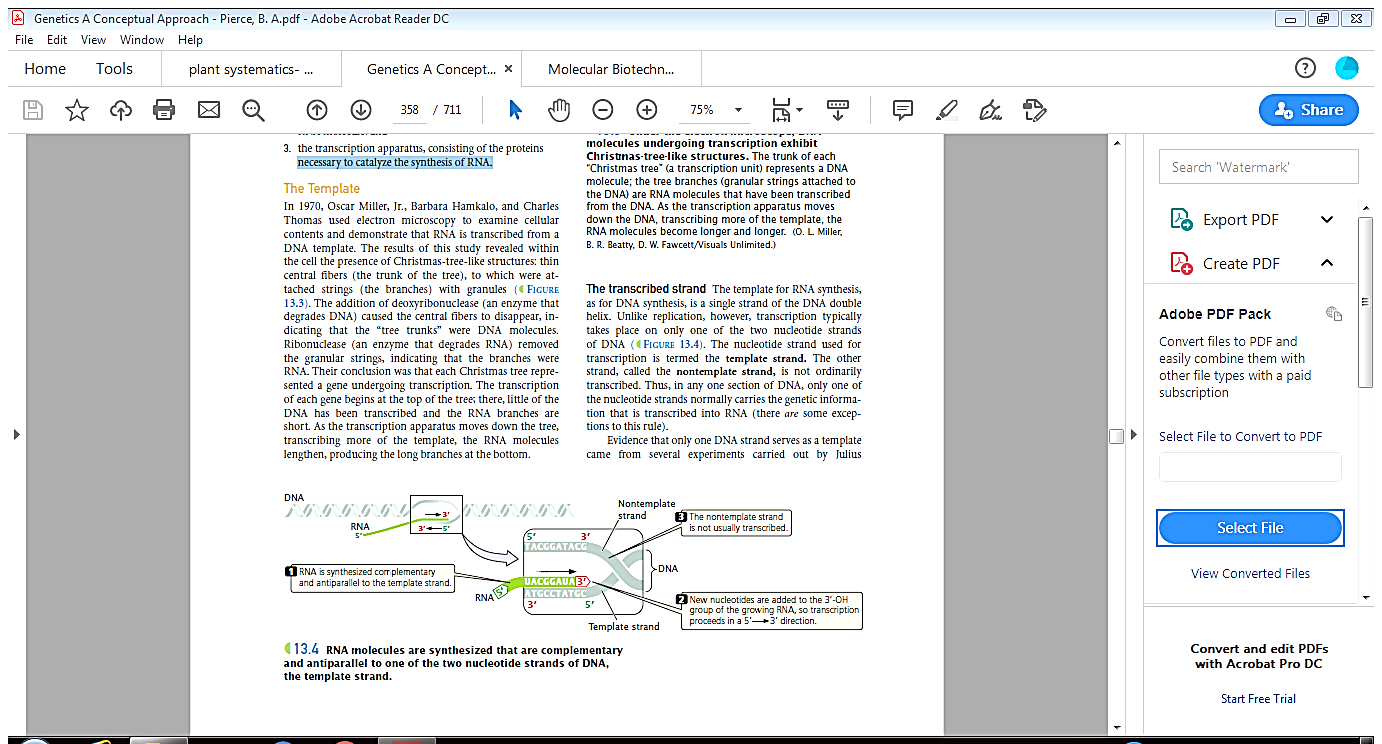 Genetics A Conceptual Approach - Pierce, B. A.pdf - Adobe Acrobat Reader DC
File Edit View Window Help
Home Tools plant systematics- ... Genetics A Concept... × Molecular Biotechn...
358 / 711 75% Share
3. the transcription apparatus, consisting of the proteins
necessary to catalyze the synthesis of RNA.
The Template
In 1970, Oscar Miller, Jr., Barbara Hamkalo, and Charles
Thomas used electron microscopy to examine cellular
contents and demonstrate that RNA is transcribed from a
DNA template. The results of this study revealed within
the cell the presence of Christmas-tree-like structures: thin
central fibers (the trunk of the tree), to which were at-
tached strings (the branches) with granules (FIGURE
13.3). The addition of deoxyribonuclease (an enzyme that
degrades DNA) caused the central fibers to disappear, in-
dicating that the “tree trunks” were DNA molecules.
Ribonuclease (an enzyme that degrades RNA) removed
the granular strings, indicating that the branches were
RNA. Their conclusion was that each Christmas tree repre-
sented a gene undergoing transcription. The transcription
of each gene begins at the top of the tree; there, little of the
DNA has been transcribed and the RNA branches are
short. As the transcription apparatus moves down the tree,
transcribing more of the template, the RNA molecules
lengthen, producing the long branches at the bottom.
molecules undergoing transcription exhibit
Christmas-tree-like structures. The trunk of each
“Christmas tree” (a transcription unit) represents a DNA
molecule; the tree branches (granular strings attached to
the DNA) are RNA molecules that have been transcribed
from the DNA. As the transcription apparatus moves
down the DNA, transcribing more of the template, the
RNA molecules become longer and longer. (O. L. Miller,
B. R. Beatty, D. W. Fawcett/Visuals Unlimited.)
The transcribed strand The template for RNA synthesis,
as for DNA synthesis, is a single strand of the DNA double
helix. Unlike replication, however, transcription typically
takes place on only one of the two nucleotide strands
of DNA (FIGURE 13.4). The nucleotide strand used for
transcription is termed the template strand. The other
strand, called the nontemplate strand, is not ordinarily
transcribed. Thus, in any one section of DNA, only one of
the nucleotide strands normally carries the genetic informa-
tion that is transcribed into RNA (there are some excep-
tions to this rule).
Evidence that only one DNA strand serves as a template
came from several experiments carried out by Julius
DNA
3′
RNA
5′
3′ 5′
Nontemplate
strand
3 The nontemplate strand
is not usually transcribed.
5′ 3′
TACGGATACG
DNA
1 RNA is synthesized complementary
and antiparallel to the template strand.
UACGGAUA 3′
RNA 5′
ATGCCTATGC
3′ 5′
2 New nucleotides are added to the 3′-OH
group of the growing RNA, so transcription
proceeds in a 5′→3′ direction.
Template strand
13.4 RNA molecules are synthesized that are complementary
and antiparallel to one of the two nucleotide strands of DNA,
the template strand.
Search 'Watermark'
Export PDF
Create PDF
Adobe PDF Pack
Convert files to PDF and
easily combine them with
other file types with a paid
subscription
Select File to Convert to PDF
Select File
View Converted Files
Convert and edit PDFs
with Acrobat Pro DC
Start Free Trial